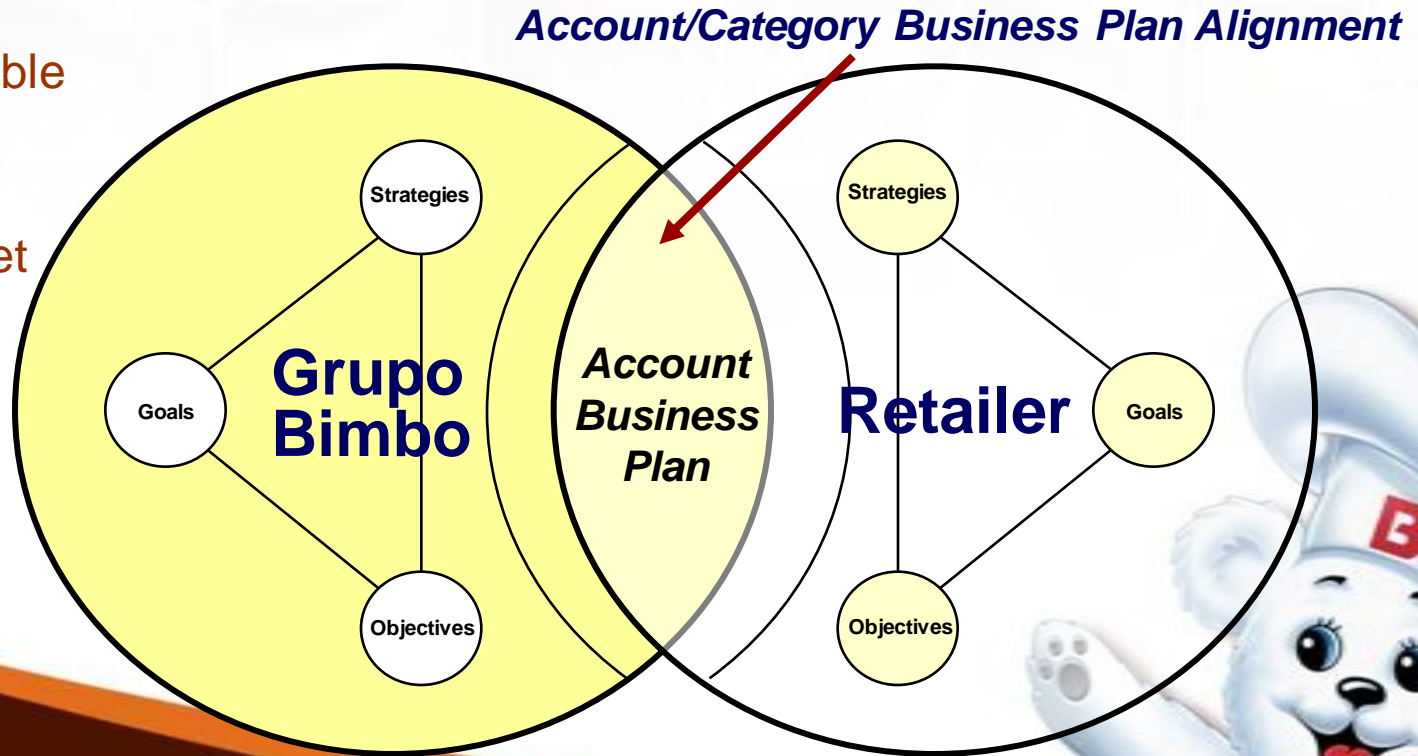 Account/Category Business Plan Alignment
ble
et
Strategies
Goals
Grupo
Bimbo
Objectives
Account
Business
Plan
Strategies
Retailer
Goals
Objectives
B